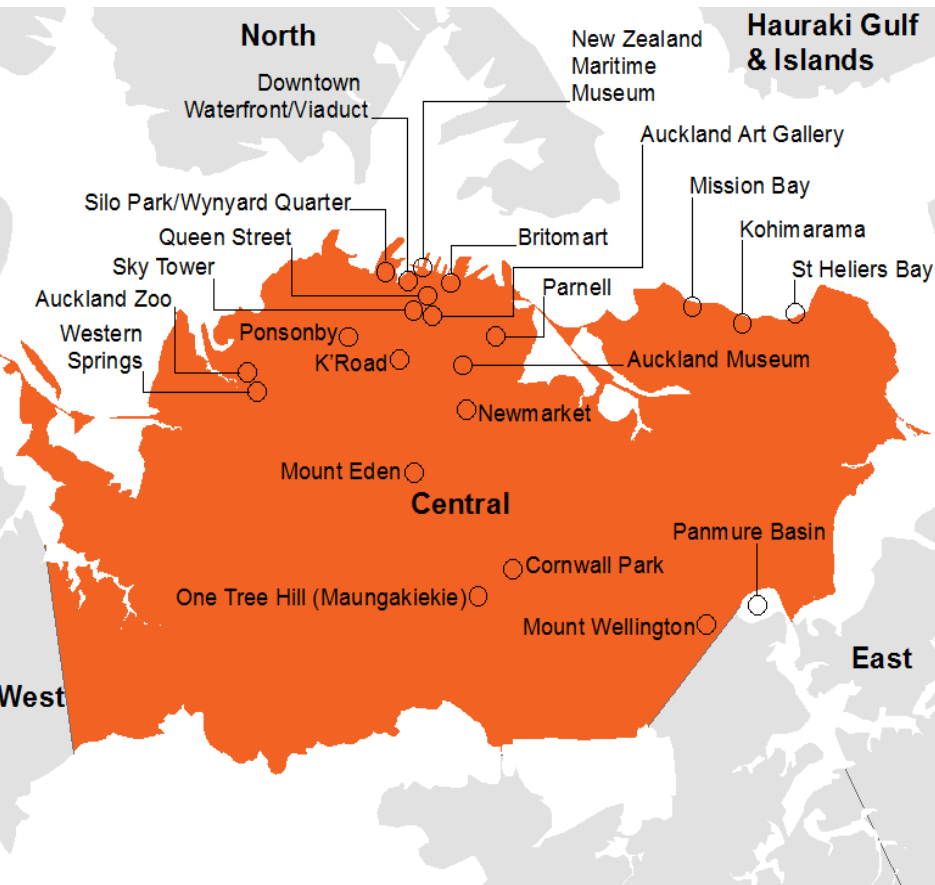 North
Hauraki Gulf
& Islands
New Zealand
Maritime
Museum
Downtown
Waterfront/Viaduct
Auckland Art Gallery
Mission Bay
Silo Park/Wynyard Quarter
Kohimarama
Queen Street
Britomart
Sky Tower
St Heliers Bay
Auckland Zoo
Parnell
Western
Springs
Ponsonby
K'Road
Auckland Museum
Newmarket
Mount Eden
Central
Panmure Basin
Cornwall Park
One Tree Hill (Maungakiekie)
Mount Wellington
East
West